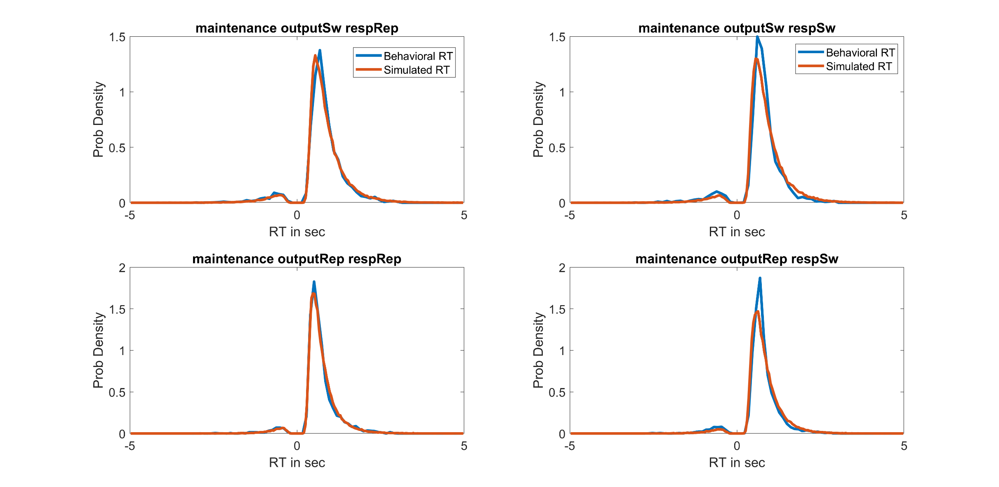 maintenance outputSw respRep
1.5
1
0.5
0
Prob Density
-5
0
5
RT in sec
Behavioral RT
Simulated RT
maintenance outputSw respSw
1.5
1
0.5
0
Prob Density
-5
0
5
RT in sec
Behavioral RT
Simulated RT
maintenance outputRep respRep
2
1.5
1
0.5
0
Prob Density
-5
0
5
RT in sec
maintenance outputRep respSw
2
1.5
1
0.5
0
Prob Density
-5
0
5
RT in sec